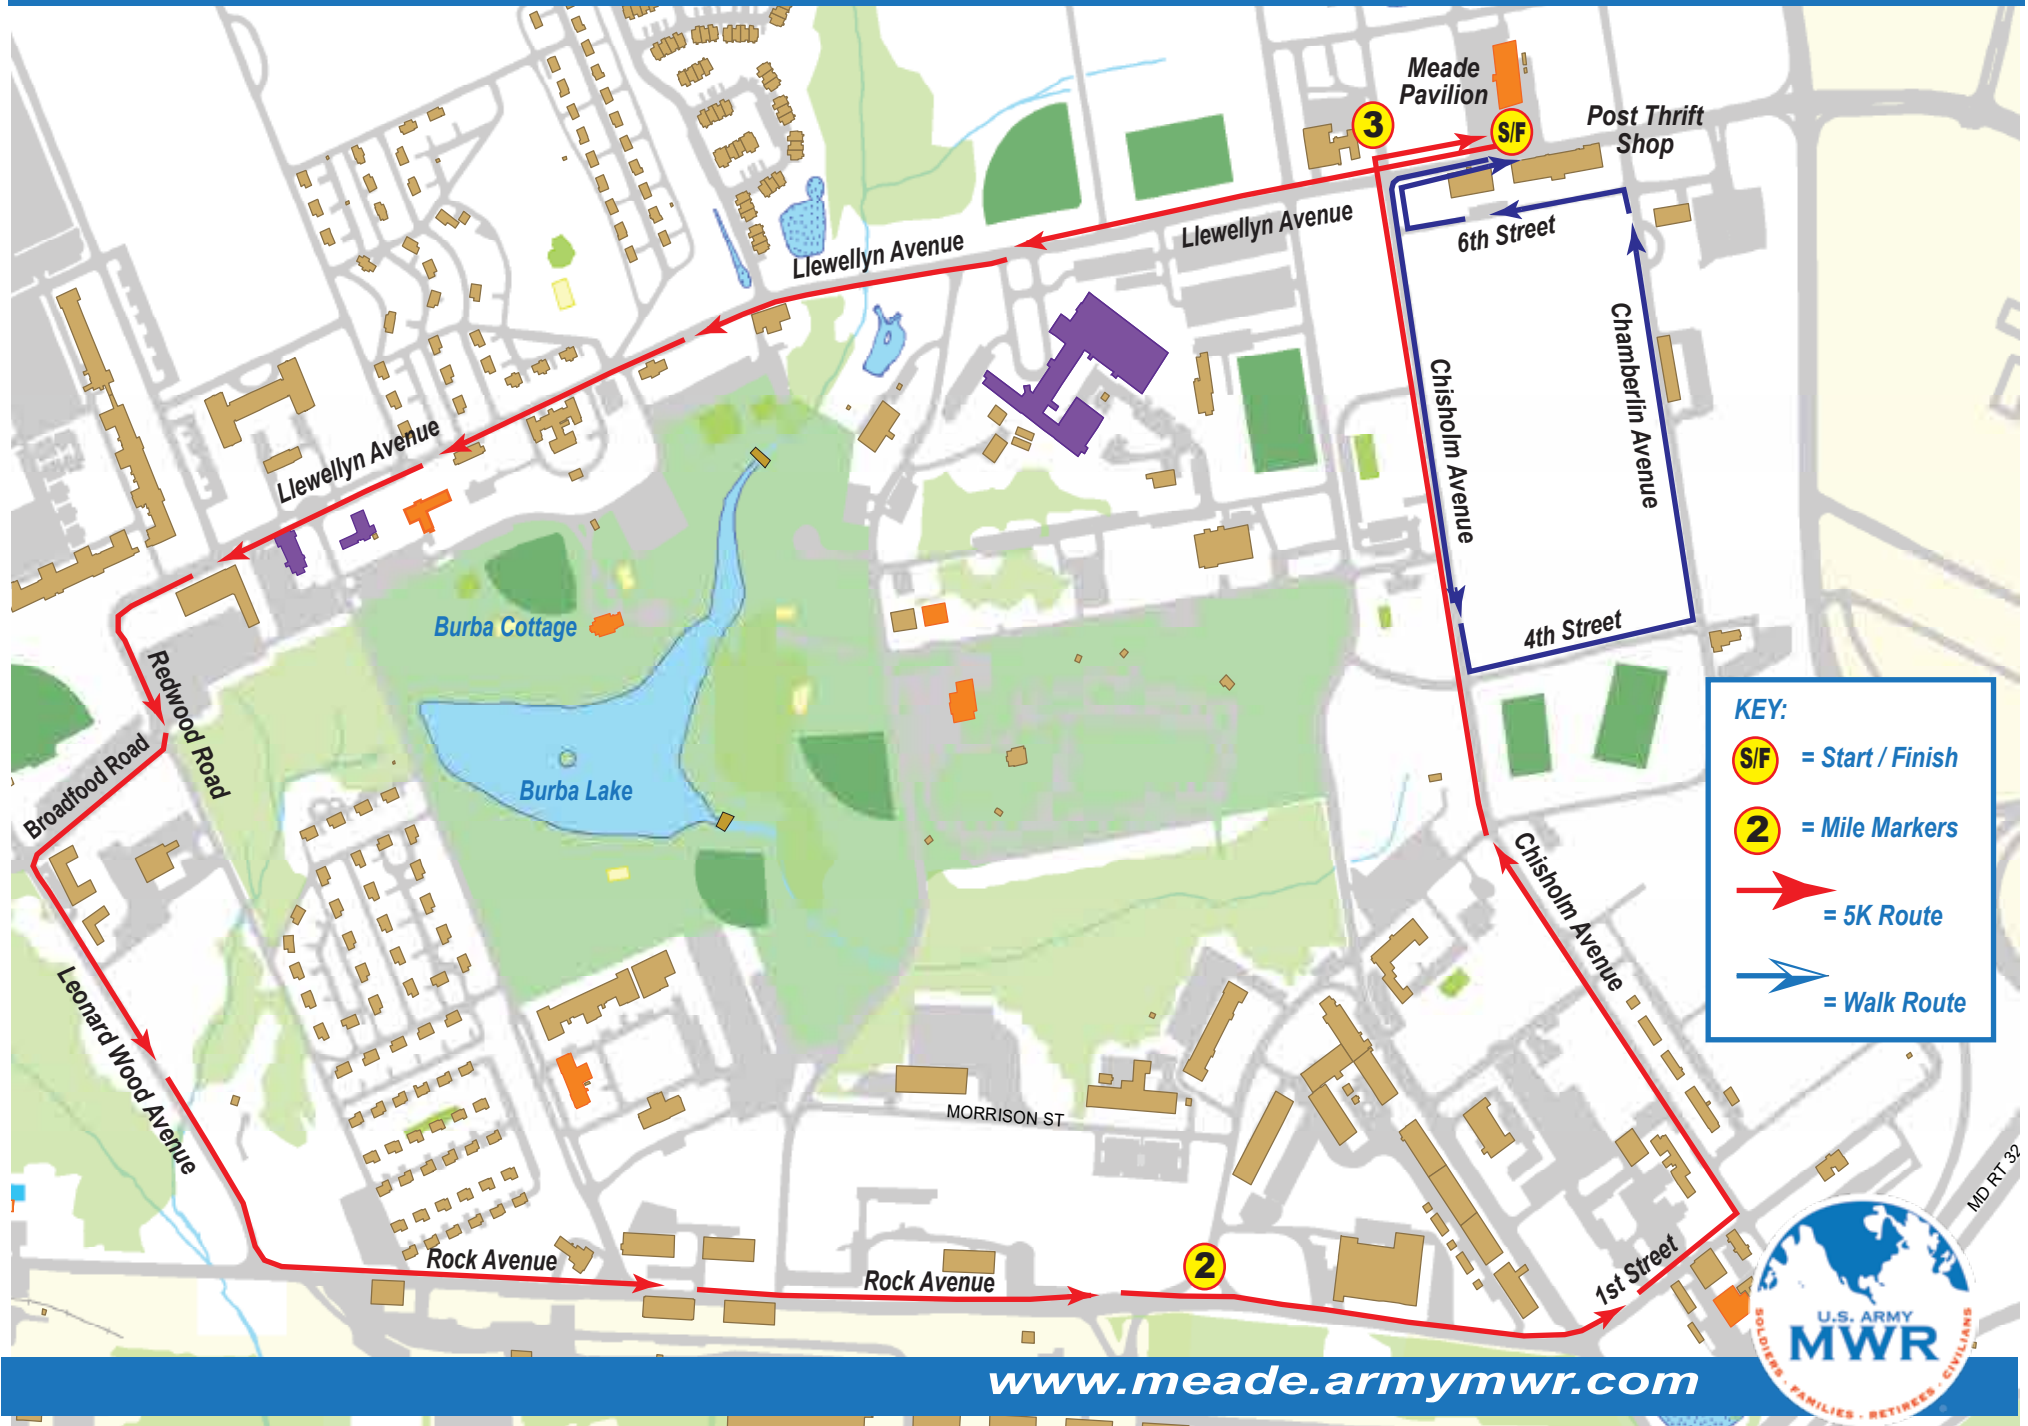 Meade
Pavilion
3
S/F
Post Thrift
Shop
Llewellyn Avenue
Llewellyn Avenue
6th Street
Chisholm Avenue
Chamberlin Avenue
Llewellyn Avenue
4th Street
Burba Cottage
Redwood Road
Broadfood Road
Burba Lake
KEY:
S/F = Start / Finish
2 = Mile Markers
= 5K Route
= Walk Route
Chisholm Avenue
Leonard Wood Avenue
MORRISON ST
MD RT 32
Rock Avenue
Rock Avenue
2
1st Street
U.S. ARMY
MWR
SOLDIERS · FAMILIES · RETIREES · CIVILIANS
www.meade.armymwr.com